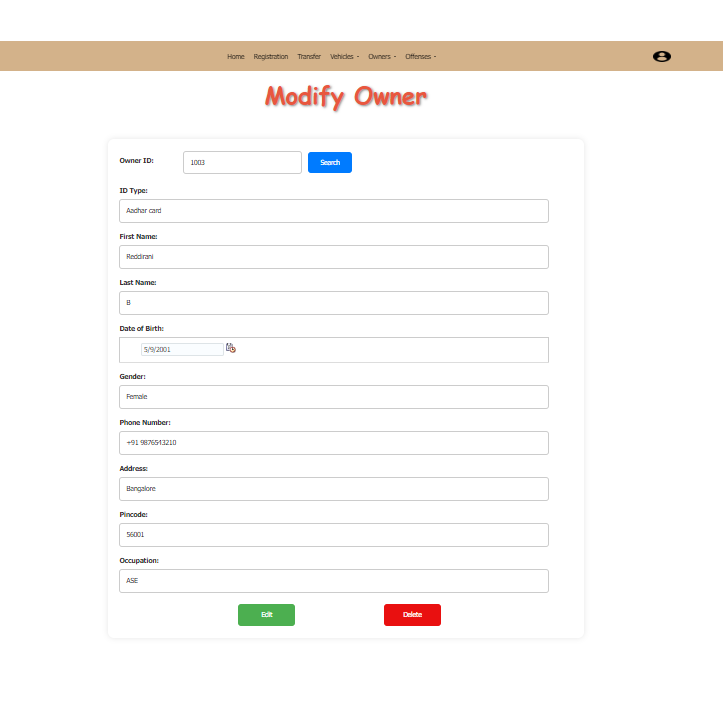 Home Registration Transfer Vehicles Owners Offenses
Modify Owner
Owner ID: 1003 Search
ID Type:
Aadhar card
First Name:
Reddirani
Last Name:
B
Date of Birth:
5/9/2001
Gender:
Female
Phone Number:
+91 9876543210
Address:
Bangalore
Pincode:
56001
Occupation:
ASE
Edit Delete